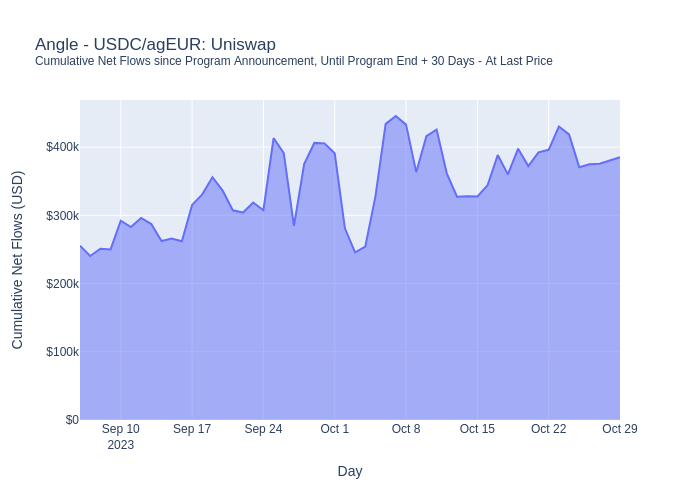 Angle - USDC/agEUR: Uniswap
Cumulative Net Flows since Program Announcement, Until Program End + 30 Days - At Last Price
Cumulative Net Flows (USD)
$400k
$300k
$200k
$100k
$0
Sep 10
2023
Sep 17
Sep 24
Oct 1
Oct 8
Oct 15
Oct 22
Oct 29
Day